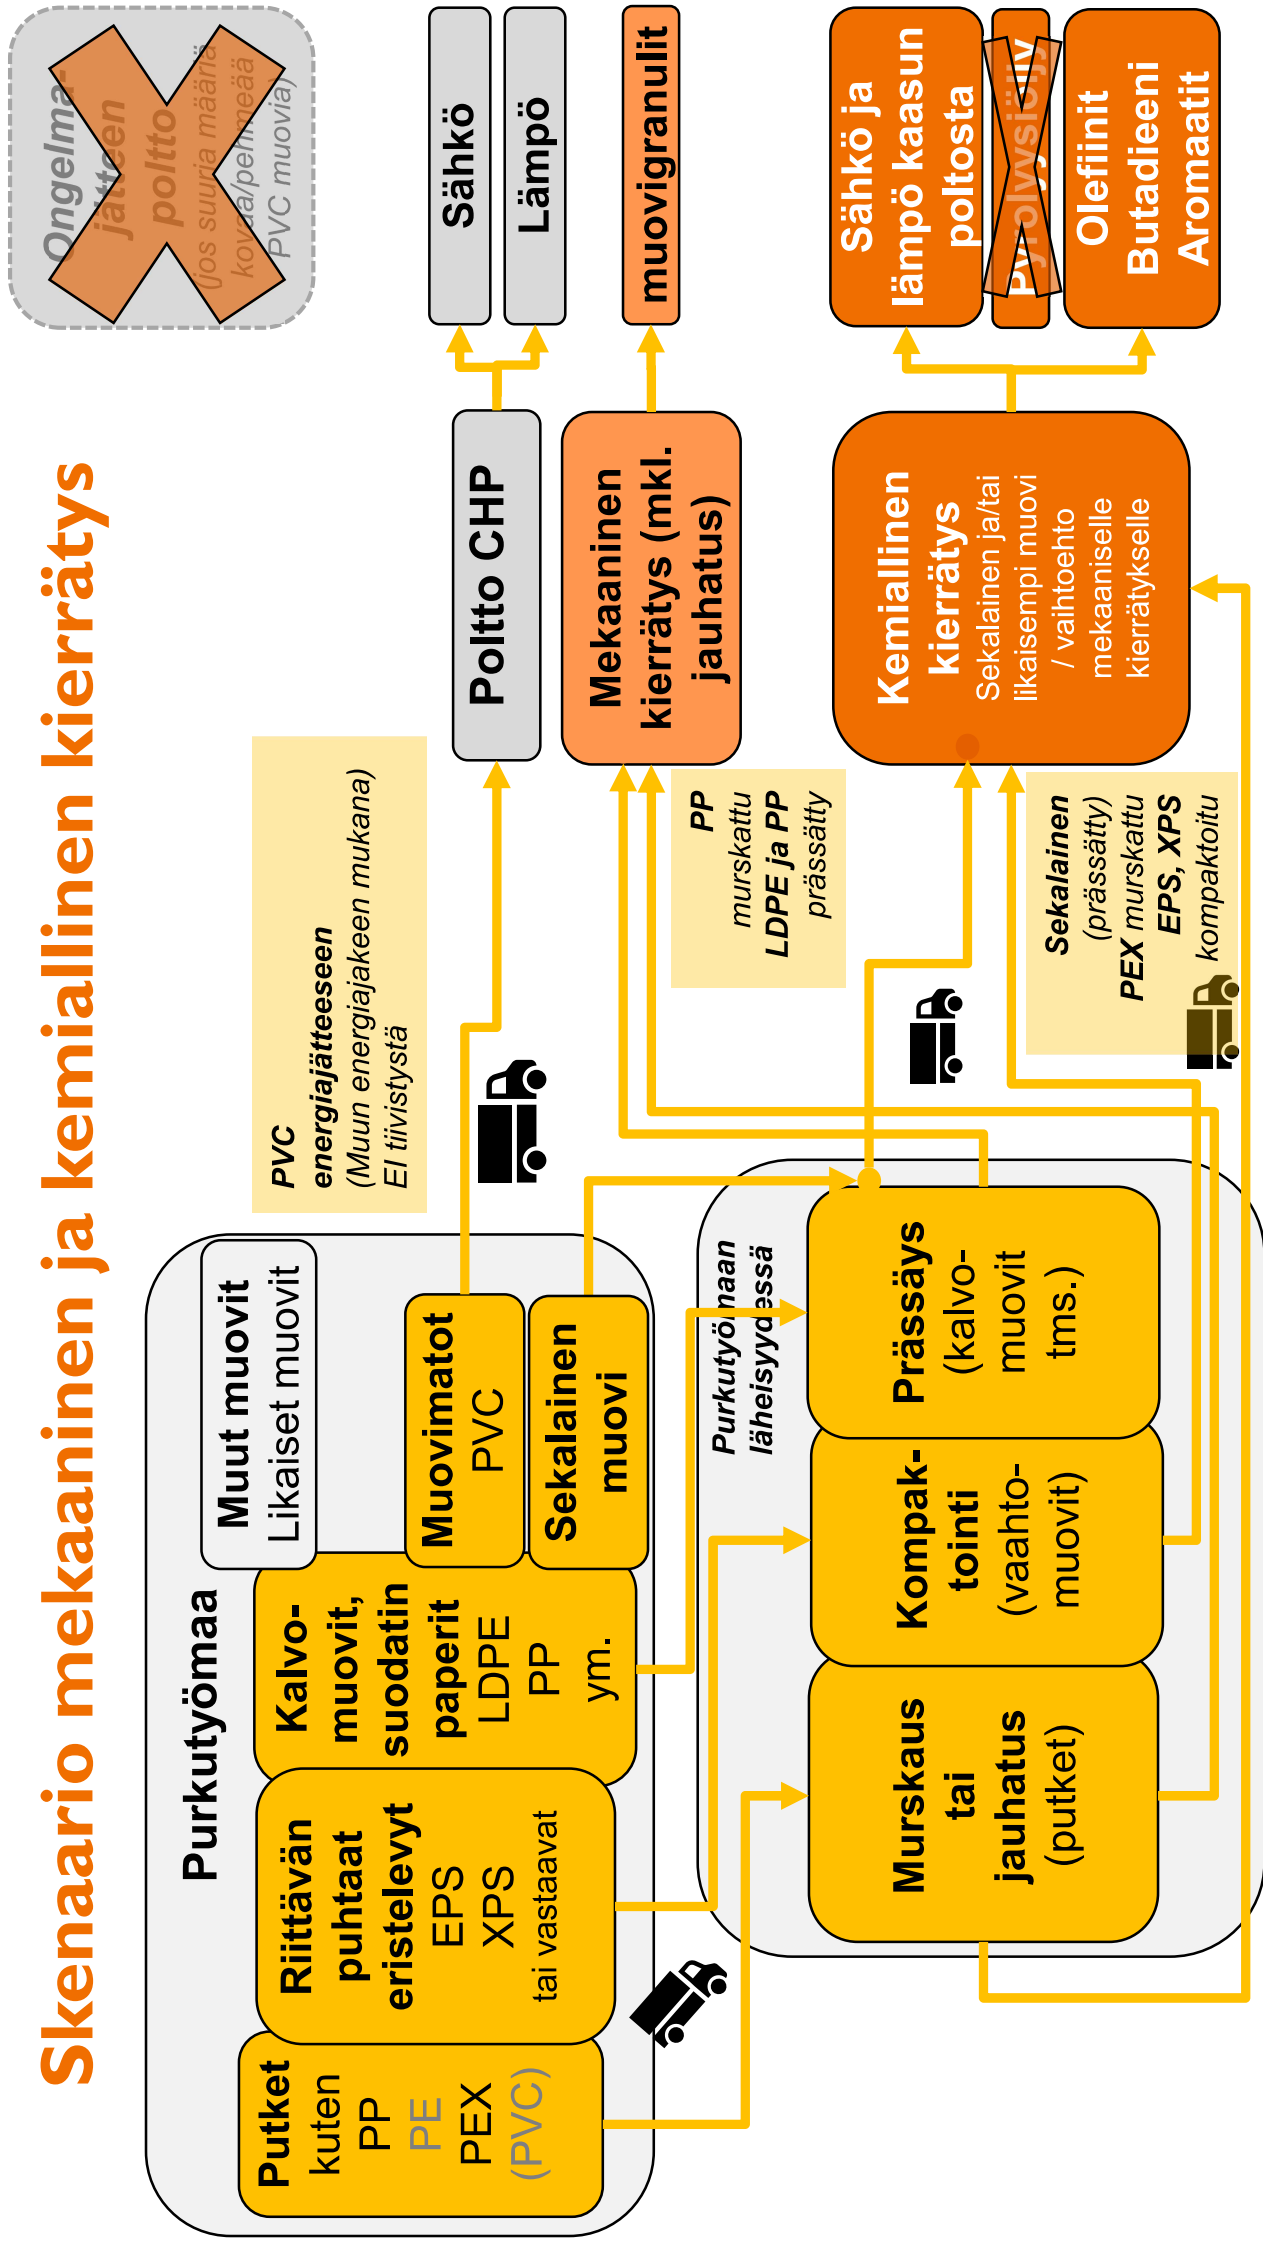 Skenaario mekaaninen ja kemiallinen kierrätys
Purkutyömaa
Putket
kuten
PP
PE
PEX
(PVC)
Riittävän
puhtaat
eristelevyt
EPS
XPS
tai vastaavat
Kalvo-
muovit,
suodatin
paperit
LDPE
PP
ym.
Muut muovit
Likaiset muovit
Muovimatot
PVC
Sekalainen
muovi
Purkutyömaan
läheisyydessä
Murskaus
tai
jauhatus
(putket)
Kompak-
tointi
(vaahto-
muovit)
Prässäys
(kalvo-
muovit
tms.)
PVC
energiajätteeseen
(Muun energiajakeen mukana)
EI tiivistystä
PP
murskattu
LDPE ja PP
prässätty
Sekalainen
(prässätty)
PEX murskattu
EPS, XPS
kompaktoitu
Poltto CHP
Mekaaninen
kierrätys (mkl.
jauhatus)
Kemiallinen
kierrätys
Sekalainen ja/tai
likaisempi muovi
/ vaihtoehto
mekaaniselle
kierrätykselle
Ongelma-
jätteen
poltto
(jos suuria määriä
kovaa/pehmeää
PVC muovia)
Sähkö
Lämpö
muovigranulit
Sähkö ja
lämpö kaasun
poltosta
Pyrolyysiöljy
Olefiinit
Butadieeni
Aromaatit